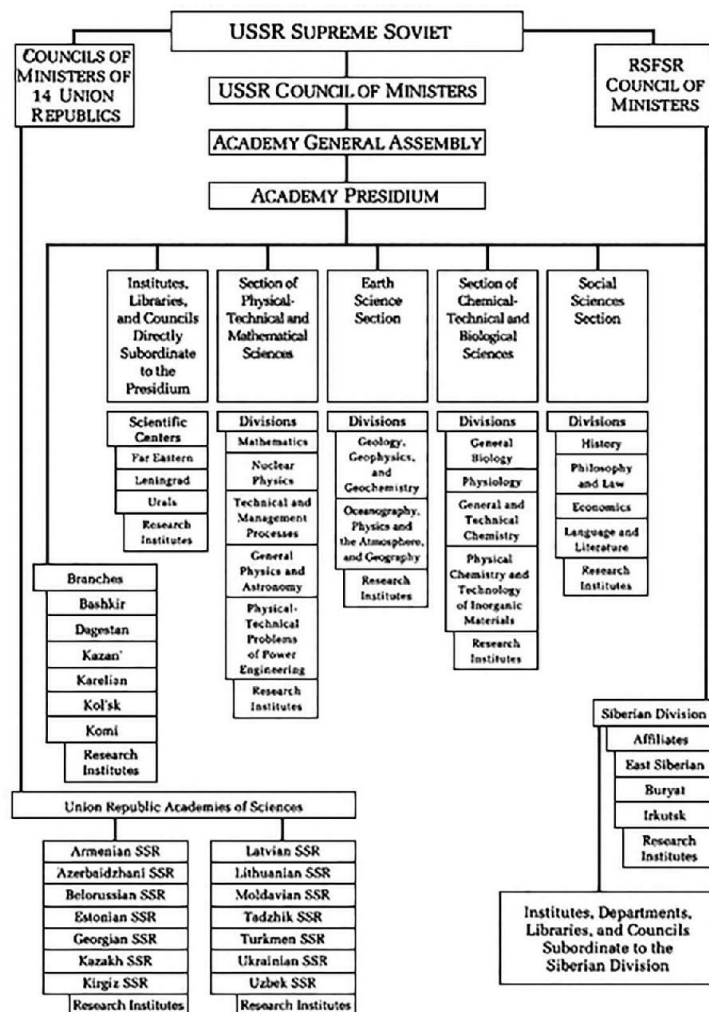 USSR SUPREME SOVIET
COUNCILS OF
MINISTERS OF
14 UNION
REPUBLICS
RSFSR
COUNCIL OF
MINISTERS
USSR COUNCIL OF MINISTERS
ACADEMY GENERAL ASSEMBLY
ACADEMY PRESIDIUM
Institutes,
Libraries,
and Councils
Directly
Subordinate
to the
Presidium
Scientific
Centers
Far Eastern
Leningrad
Urals
Research
Institutes
Section of
Physical-
Technical and
Mathematical
Sciences
Divisions
Mathematics
Nuclear
Physics
Technical and
Management
Processes
General
Physics and
Astronomy
Physical-
Technical
Problems
of Power
Engineering
Research
Institutes
Earth
Science
Section
Divisions
Geology,
Geophysics,
and
Geochemistry
Oceanography,
Physics and
the Atmosphere,
and Geography
Research
Institutes
Section of
Chemical-
Technical and
Biological
Sciences
Divisions
General
Biology
Physiology
General and
Technical
Chemistry
Physical
Chemistry and
Technology
of Inorganic
Materials
Research
Institutes
Social
Sciences
Section
Divisions
History
Philosophy
and Law
Economics
Language and
Literature
Research
Institutes
Branches
Bashkir
Dagestan
Kazan'
Karelian
Kol'sk
Komi
Research
Institutes
Siberian Division
Affiliates
East Siberian
Buryat
Irkutsk
Research
Institutes
Institutes, Departments,
Libraries, and Councils
Subordinate to the
Siberian Division
Union Republic Academies of Sciences
Armenian SSR
Azerbaidzhani SSR
Belorussian SSR
Estonian SSR
Georgian SSR
Kazakh SSR
Kirgiz SSR
Research Institutes
Latvian SSR
Lithuanian SSR
Moldavian SSR
Tadzhik SSR
Turkmen SSR
Ukrainian SSR
Uzbek SSR
Research Institutes